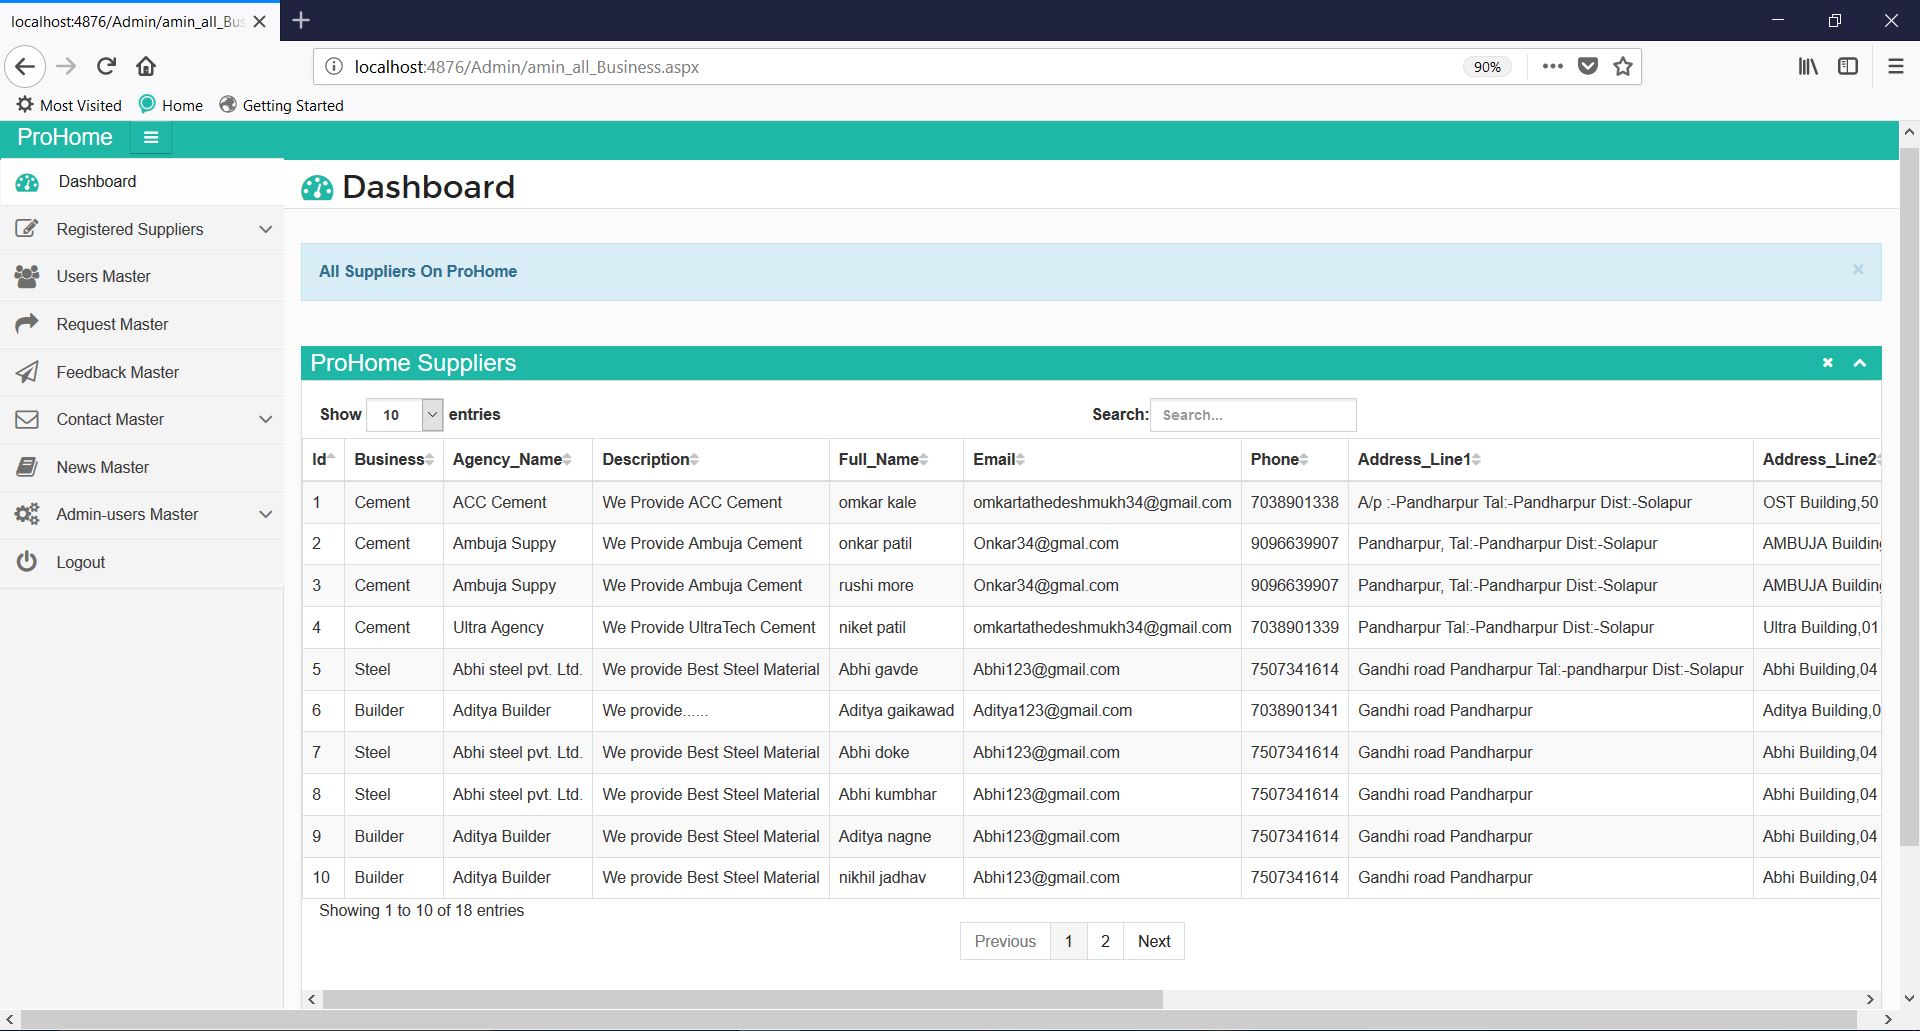 localhost:4876/Admin/amin_all_Bus
localhost:4876/Admin/amin_all_Business.aspx 90%
Most Visited Home Getting Started
ProHome
Dashboard
Registered Suppliers
Users Master
Request Master
Feedback Master
Contact Master
News Master
Admin-users Master
Logout
Dashboard
All Suppliers On ProHome ×
ProHome Suppliers
Show 10 entries Search: Search...
Id Business Agency_Name Description Full_Name Email Phone Address_Line1 Address_Line2
1 Cement ACC Cement We Provide ACC Cement omkar kale omkartathedeshmukh34@gmail.com 7038901338 A/p :-Pandharpur Tal:-Pandharpur Dist:-Solapur OST Building,50
2 Cement Ambuja Suppy We Provide Ambuja Cement onkar patil Onkar34@gmal.com 9096639907 Pandharpur, Tal:-Pandharpur Dist:-Solapur AMBUJA Building
3 Cement Ambuja Suppy We Provide Ambuja Cement rushi more Onkar34@gmal.com 9096639907 Pandharpur, Tal:-Pandharpur Dist:-Solapur AMBUJA Building
4 Cement Ultra Agency We Provide UltraTech Cement niket patil omkartathedeshmukh34@gmail.com 7038901339 Pandharpur Tal:-Pandharpur Dist:-Solapur Ultra Building,01
5 Steel Abhi steel pvt. Ltd. We provide Best Steel Material Abhi gavde Abhi123@gmail.com 7507341614 Gandhi road Pandharpur Tal:-pandharpur Dist:-Solapur Abhi Building,04
6 Builder Aditya Builder We provide...... Aditya gaikawad Aditya123@gmail.com 7038901341 Gandhi road Pandharpur Aditya Building,0
7 Steel Abhi steel pvt. Ltd. We provide Best Steel Material Abhi doke Abhi123@gmail.com 7507341614 Gandhi road Pandharpur Abhi Building,04
8 Steel Abhi steel pvt. Ltd. We provide Best Steel Material Abhi kumbhar Abhi123@gmail.com 7507341614 Gandhi road Pandharpur Abhi Building,04
9 Builder Aditya Builder We provide Best Steel Material Aditya nagne Abhi123@gmail.com 7507341614 Gandhi road Pandharpur Abhi Building,04
10 Builder Aditya Builder We provide Best Steel Material nikhil jadhav Abhi123@gmail.com 7507341614 Gandhi road Pandharpur Abhi Building,04
Showing 1 to 10 of 18 entries
Previous 1 2 Next